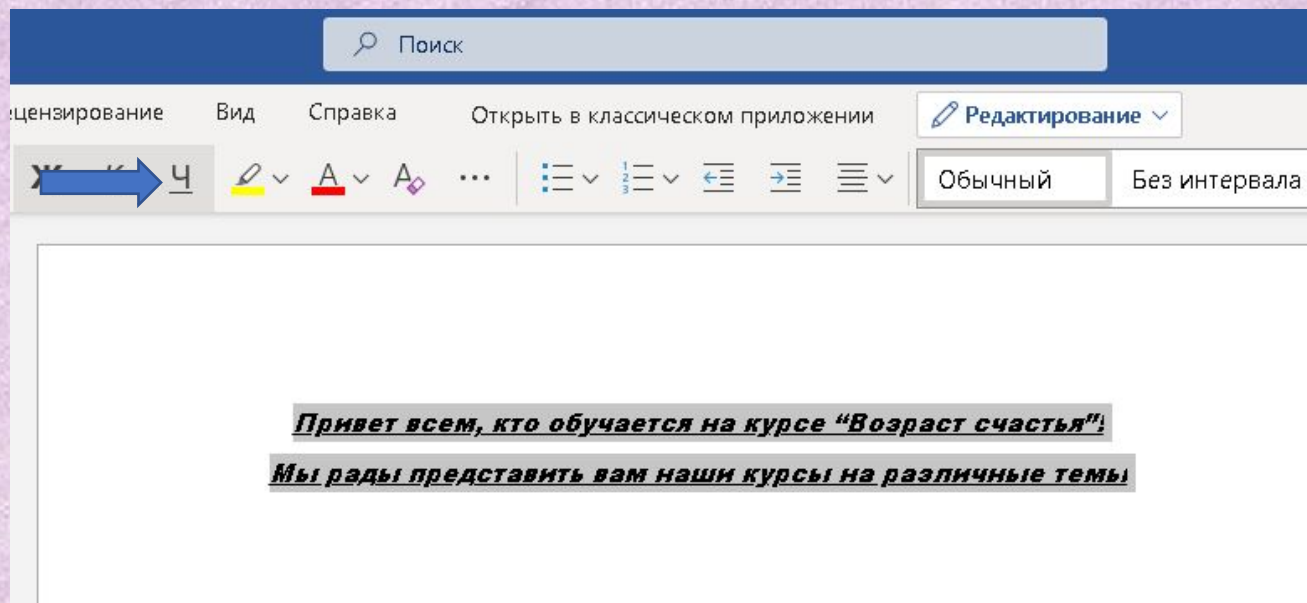 Поиск
ецензирование Вид Справка Открыть в классическом приложении Редактирование
Ч А А ... Обычный Без интервала
Привет всем, кто обучается на курсе “Возраст счастья”!
Мы рады представить вам наши курсы на различные темы